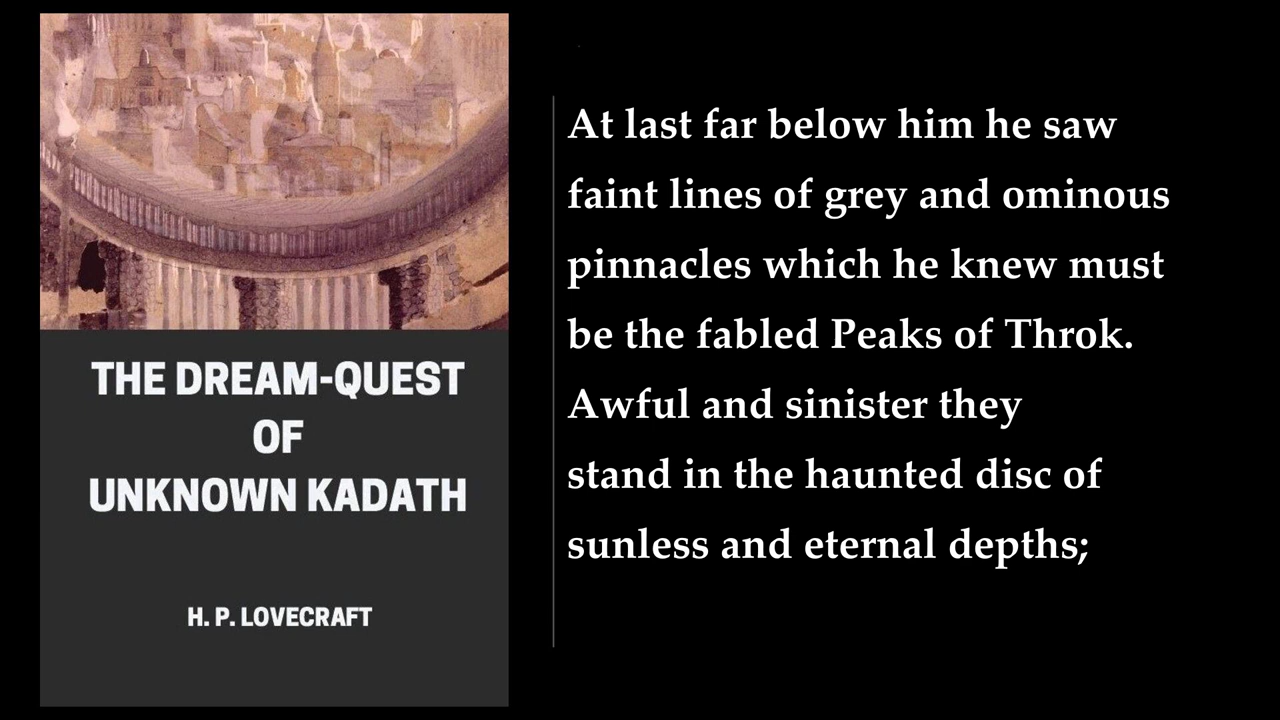 THE DREAM-QUEST
OF
UNKNOWN KADATH
H. P. LOVECRAFT
At last far below him he saw
faint lines of grey and ominous
pinnacles which he knew must
be the fabled Peaks of Throk.
Awful and sinister they
stand in the haunted disc of
sunless and eternal depths;